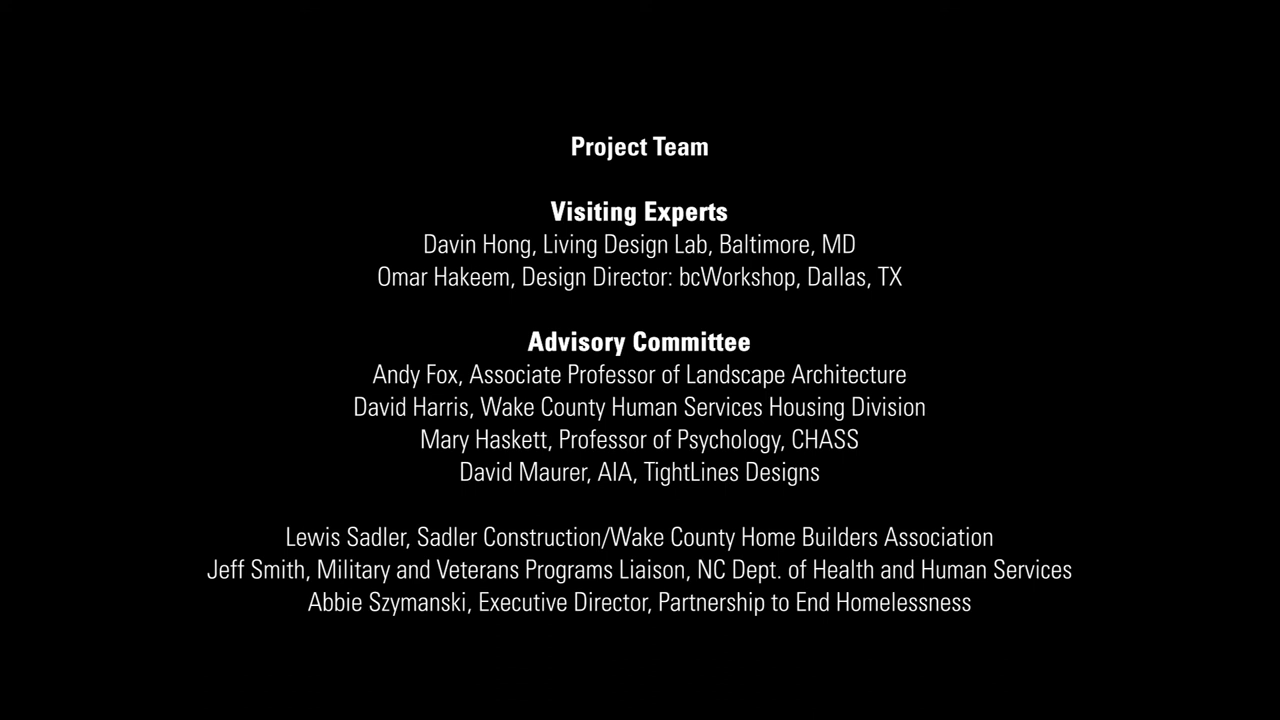 Project Team
Visiting Experts
Davin Hong, Living Design Lab, Baltimore, MD
Omar Hakeem, Design Director: bcWorkshop, Dallas, TX
Advisory Committee
Andy Fox, Associate Professor of Landscape Architecture
David Harris, Wake County Human Services Housing Division
Mary Haskett, Professor of Psychology, CHASS
David Maurer, AIA, TightLines Designs
Lewis Sadler, Sadler Construction/Wake County Home Builders Association
Jeff Smith, Military and Veterans Programs Liaison, NC Dept. of Health and Human Services
Abbie Szymanski, Executive Director, Partnership to End Homelessness